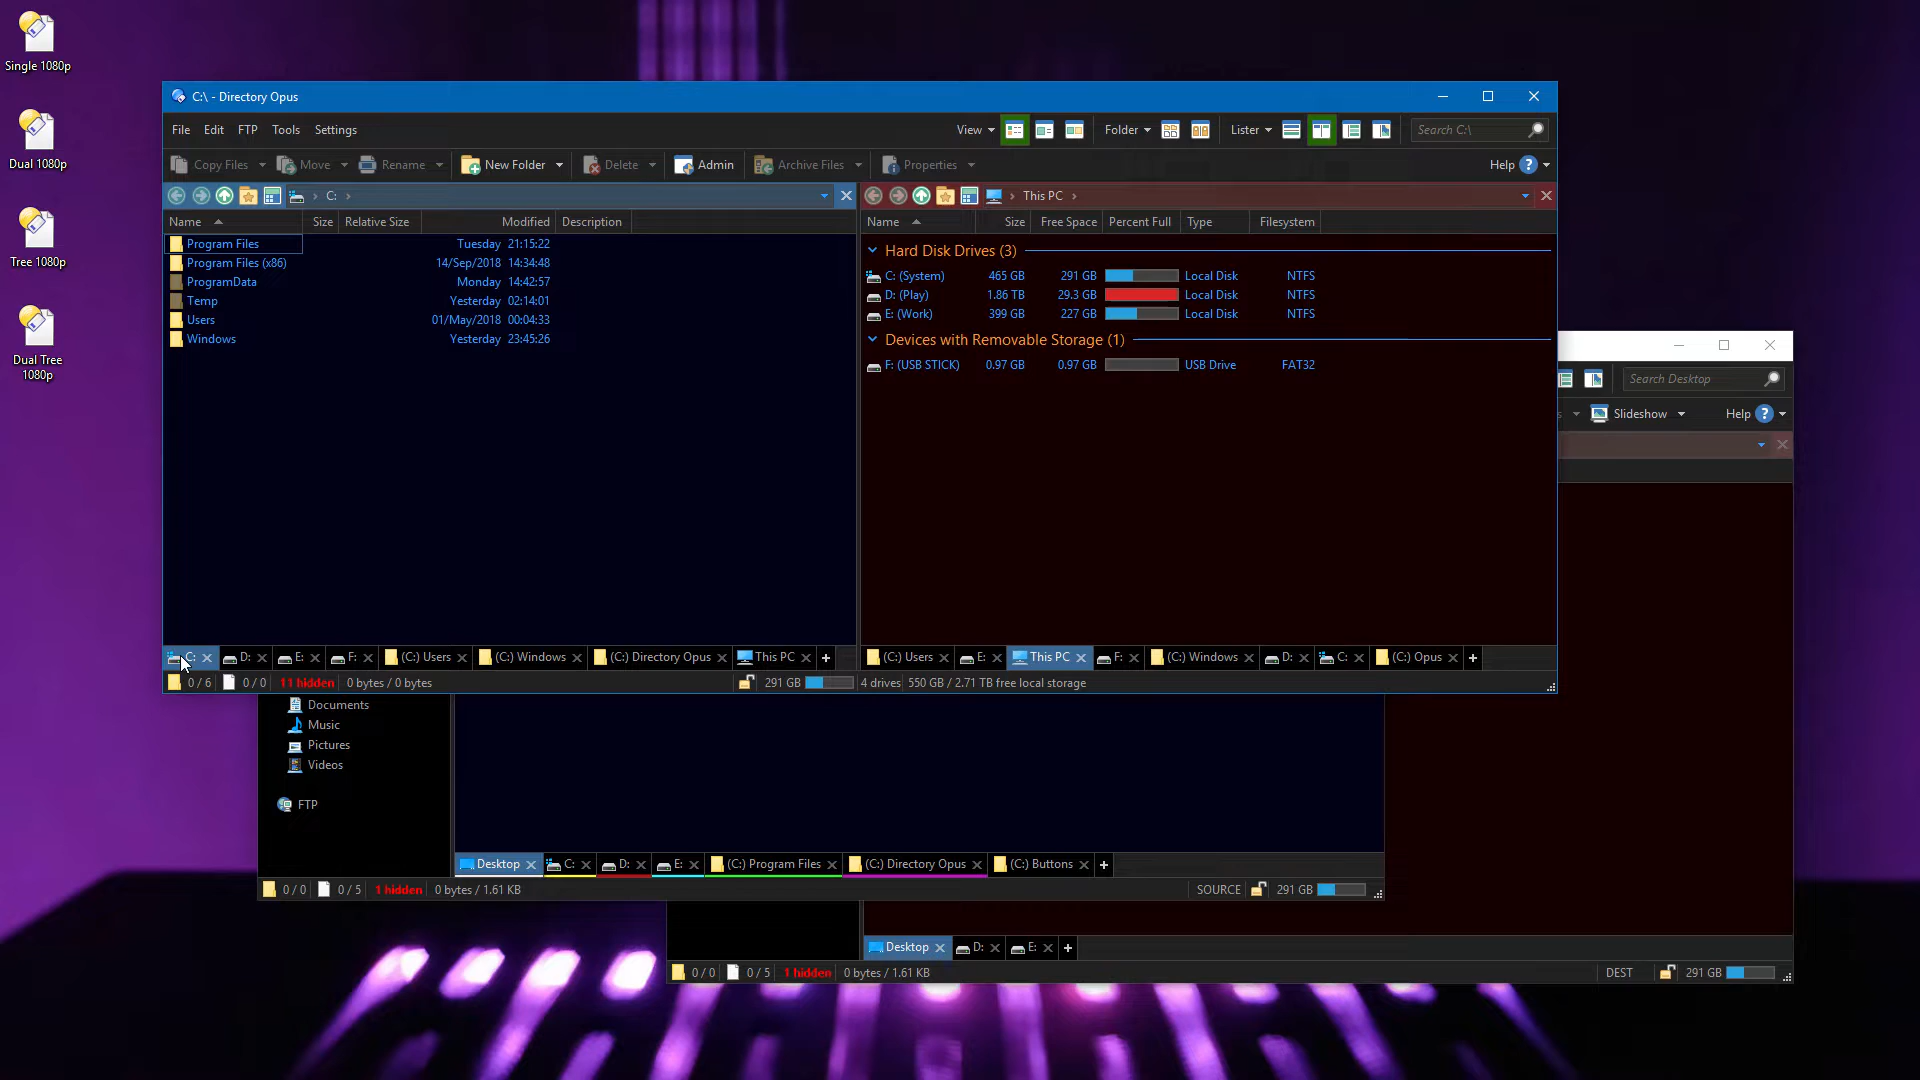 Single 1080p
Dual 1080p
Tree 1080p
Dual Tree
1080p
C:\ - Directory Opus
File Edit FTP Tools Settings View Folder Lister Search C:\
Copy Files Move Rename New Folder Delete Admin Archive Files Properties Help
C:
Name Size Relative Size Modified Description
Program Files Tuesday 21:15:22
Program Files (x86) 14/Sep/2018 14:34:48
ProgramData Monday 14:42:57
Temp Yesterday 02:14:01
Users 01/May/2018 00:04:33
Windows Yesterday 23:45:26
C: D: E: F: (C:) Users (C:) Windows (C:) Directory Opus This PC
0 / 6 0 / 0 11 hidden 0 bytes / 0 bytes 291 GB
This PC
Name Size Free Space Percent Full Type Filesystem
Hard Disk Drives (3)
C: (System) 465 GB 291 GB Local Disk NTFS
D: (Play) 1.86 TB 29.3 GB Local Disk NTFS
E: (Work) 399 GB 227 GB Local Disk NTFS
Devices with Removable Storage (1)
F: (USB STICK) 0.97 GB 0.97 GB USB Drive FAT32
(C:) Users E: This PC F: (C:) Windows D: C: (C:) Opus
4 drives 550 GB / 2.71 TB free local storage
Search Desktop
Slideshow Help
Documents
Music
Pictures
Videos
FTP
Desktop C: D: E: (C:) Program Files (C:) Directory Opus (C:) Buttons
0 / 0 0 / 5 1 hidden 0 bytes / 1.61 KB SOURCE 291 GB
Desktop D: E:
0 / 0 0 / 5 1 hidden 0 bytes / 1.61 KB DEST 291 GB